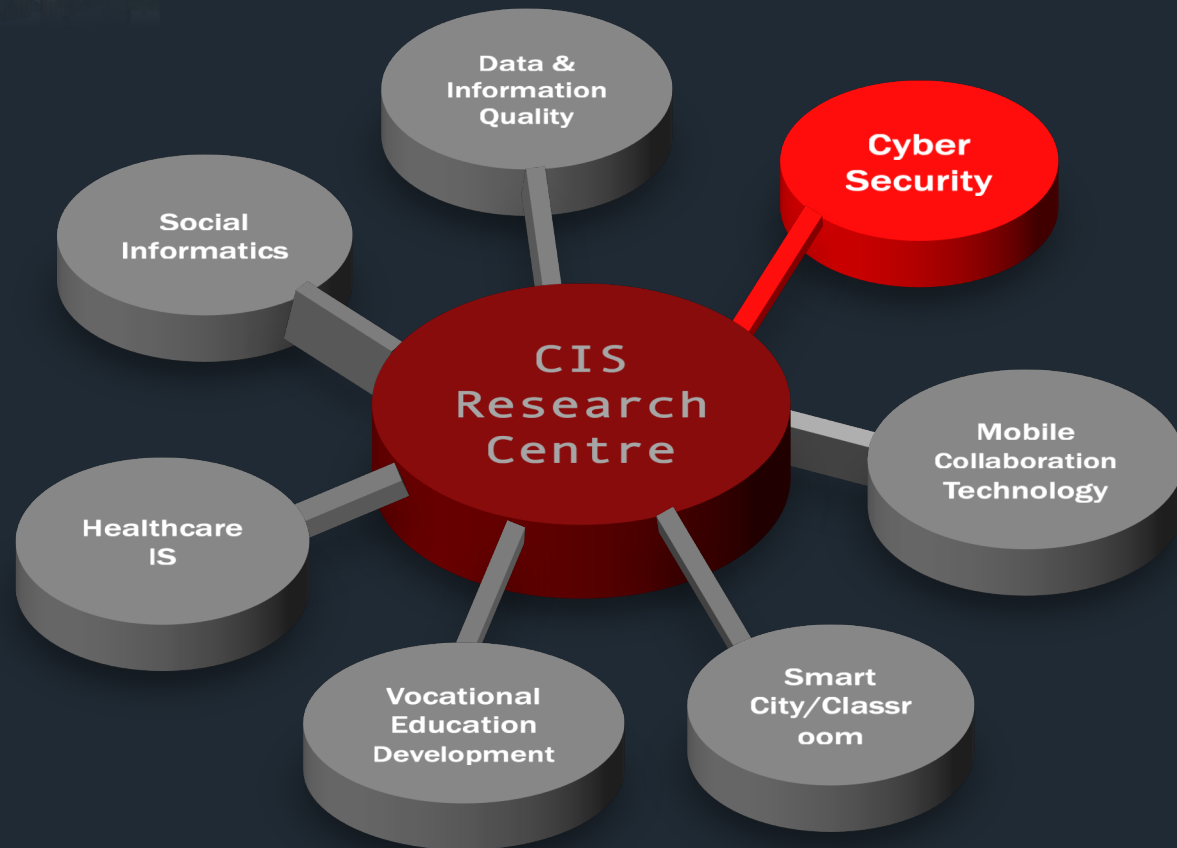 Data &
Information
Quality
Cyber
Security
Social
Informatics
CIS
Research
Centre
Mobile
Collaboration
Technology
Healthcare
IS
Vocational
Education
Development
Smart
City/Classr
oom